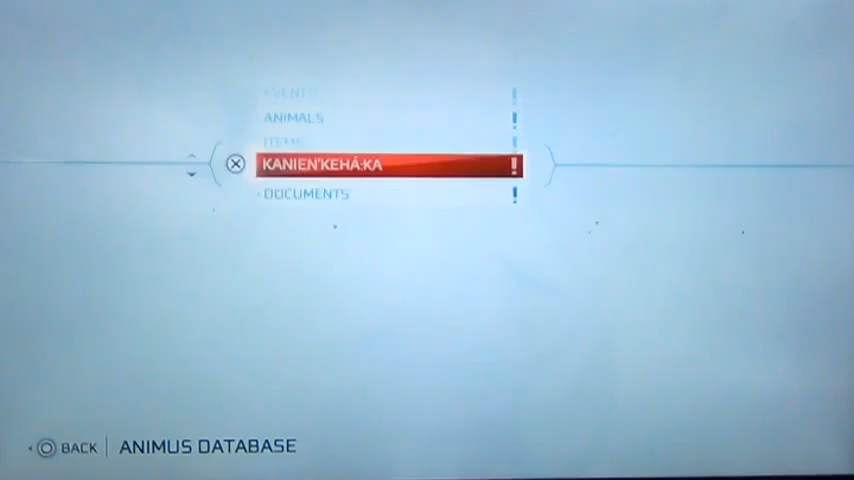 EVENTS
ANIMALS
ITEMS
KANIEN'KEHÁ:KA
DOCUMENTS
BACK | ANIMUS DATABASE